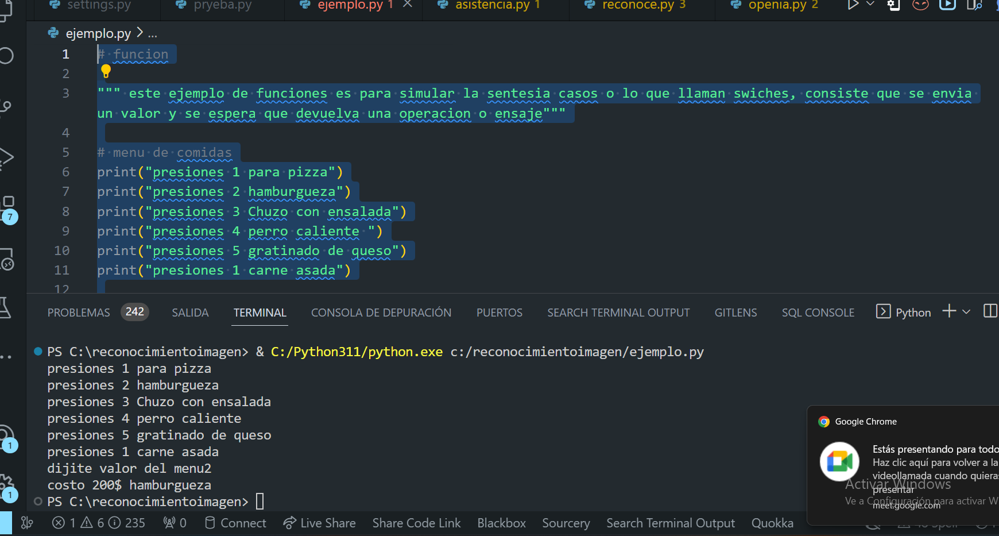 settings.py
pryeba.py
ejemplo.py 1
asistencia.py 1
reconoce.py 3
openia.py 2
ejemplo.py > ...
1 # funcion
2
3 """ este ejemplo de funciones es para simular la sentesia casos o lo que llaman swiches, consiste que se envia
un valor y se espera que devuelva una operacion o ensaje"""
4
5 # menu de comidas
6 print("presiones 1 para pizza")
7 print("presiones 2 hamburgueza")
8 print("presiones 3 Chuzo con ensalada")
9 print("presiones 4 perro caliente ")
10 print("presiones 5 gratinado de queso")
11 print("presiones 1 carne asada")
12
7
PROBLEMAS 242 SALIDA TERMINAL CONSOLA DE DEPURACIÓN PUERTOS SEARCH TERMINAL OUTPUT GITLENS SQL CONSOLE Python
PS C:\reconocimientoimagen> & C:/Python311/python.exe c:/reconocimientoimagen/ejemplo.py
presiones 1 para pizza
presiones 2 hamburgueza
presiones 3 Chuzo con ensalada
presiones 4 perro caliente
presiones 5 gratinado de queso
presiones 1 carne asada
dijite valor del menu2
costo 200$ hamburgueza
PS C:\reconocimientoimagen>
1
1
Google Chrome
Estás presentando para todo
Haz clic aquí para volver a la
videollamada cuando quiera
presentar
meet.google.com
Activar Windows
Ve a Configuración para activar W
1 6 235 0 Connect Live Share Share Code Link Blackbox Sourcery Search Terminal Output Quokka